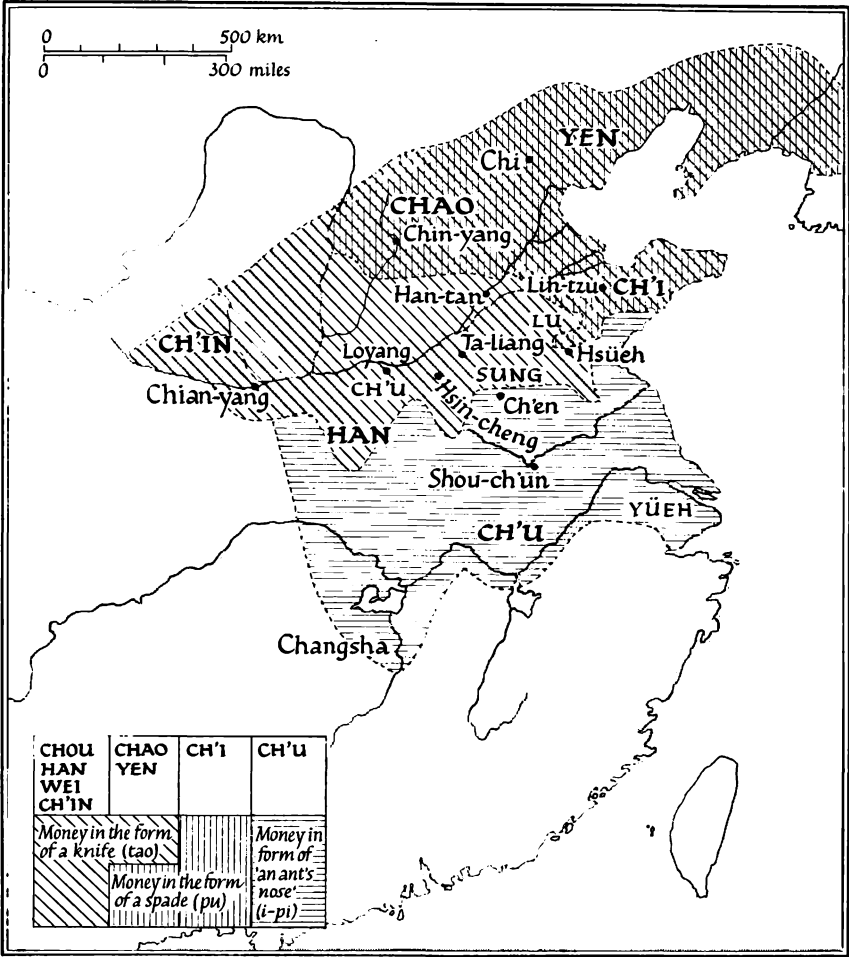 0 500 km
0 300 miles
YEN
Chi
CHAO
Chin-yang
Han-tan
Lin-tzu
CH'I
LU
CH'IN
Loyang
Ta-liang
Hsüeh
SUNG
Chian-yang
CH'U
Hsin-cheng
Ch'en
HAN
Shou-ch'un
YÜEH
CH'U
Changsha
CHOU
HAN
WEI
CH'IN
CHAO
YEN
CH'I
CH'U
Money in the form
of a knife (tao)
Money in the form
of a spade (pu)
Money in
form of
'an ant's
nose'
(i-pi)